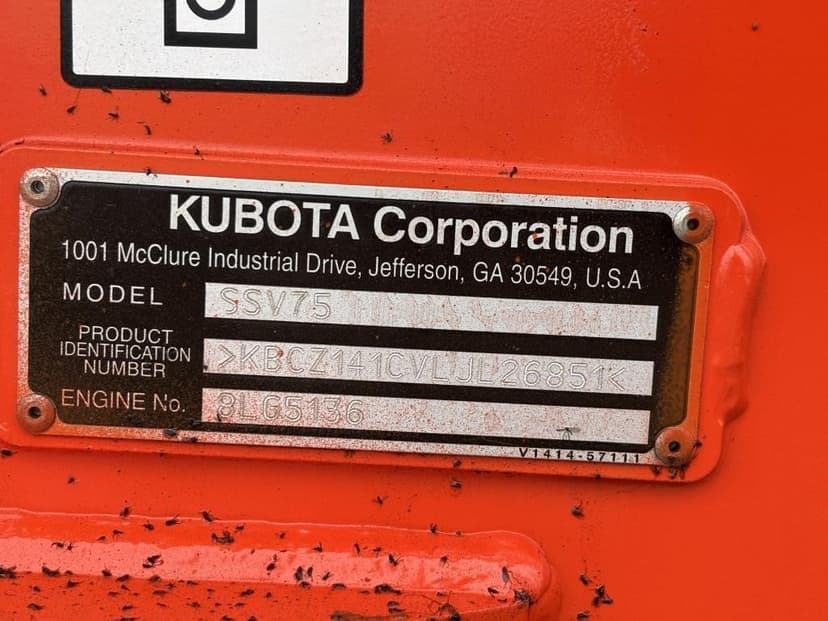 KUBOTA Corporation
1001 McClure Industrial Drive, Jefferson, GA 30549, U.S.A
MODEL SSV75
PRODUCT IDENTIFICATION NUMBER >KBCZ141CVLJL26851<
ENGINE No. 8LG5136
V1414-57111